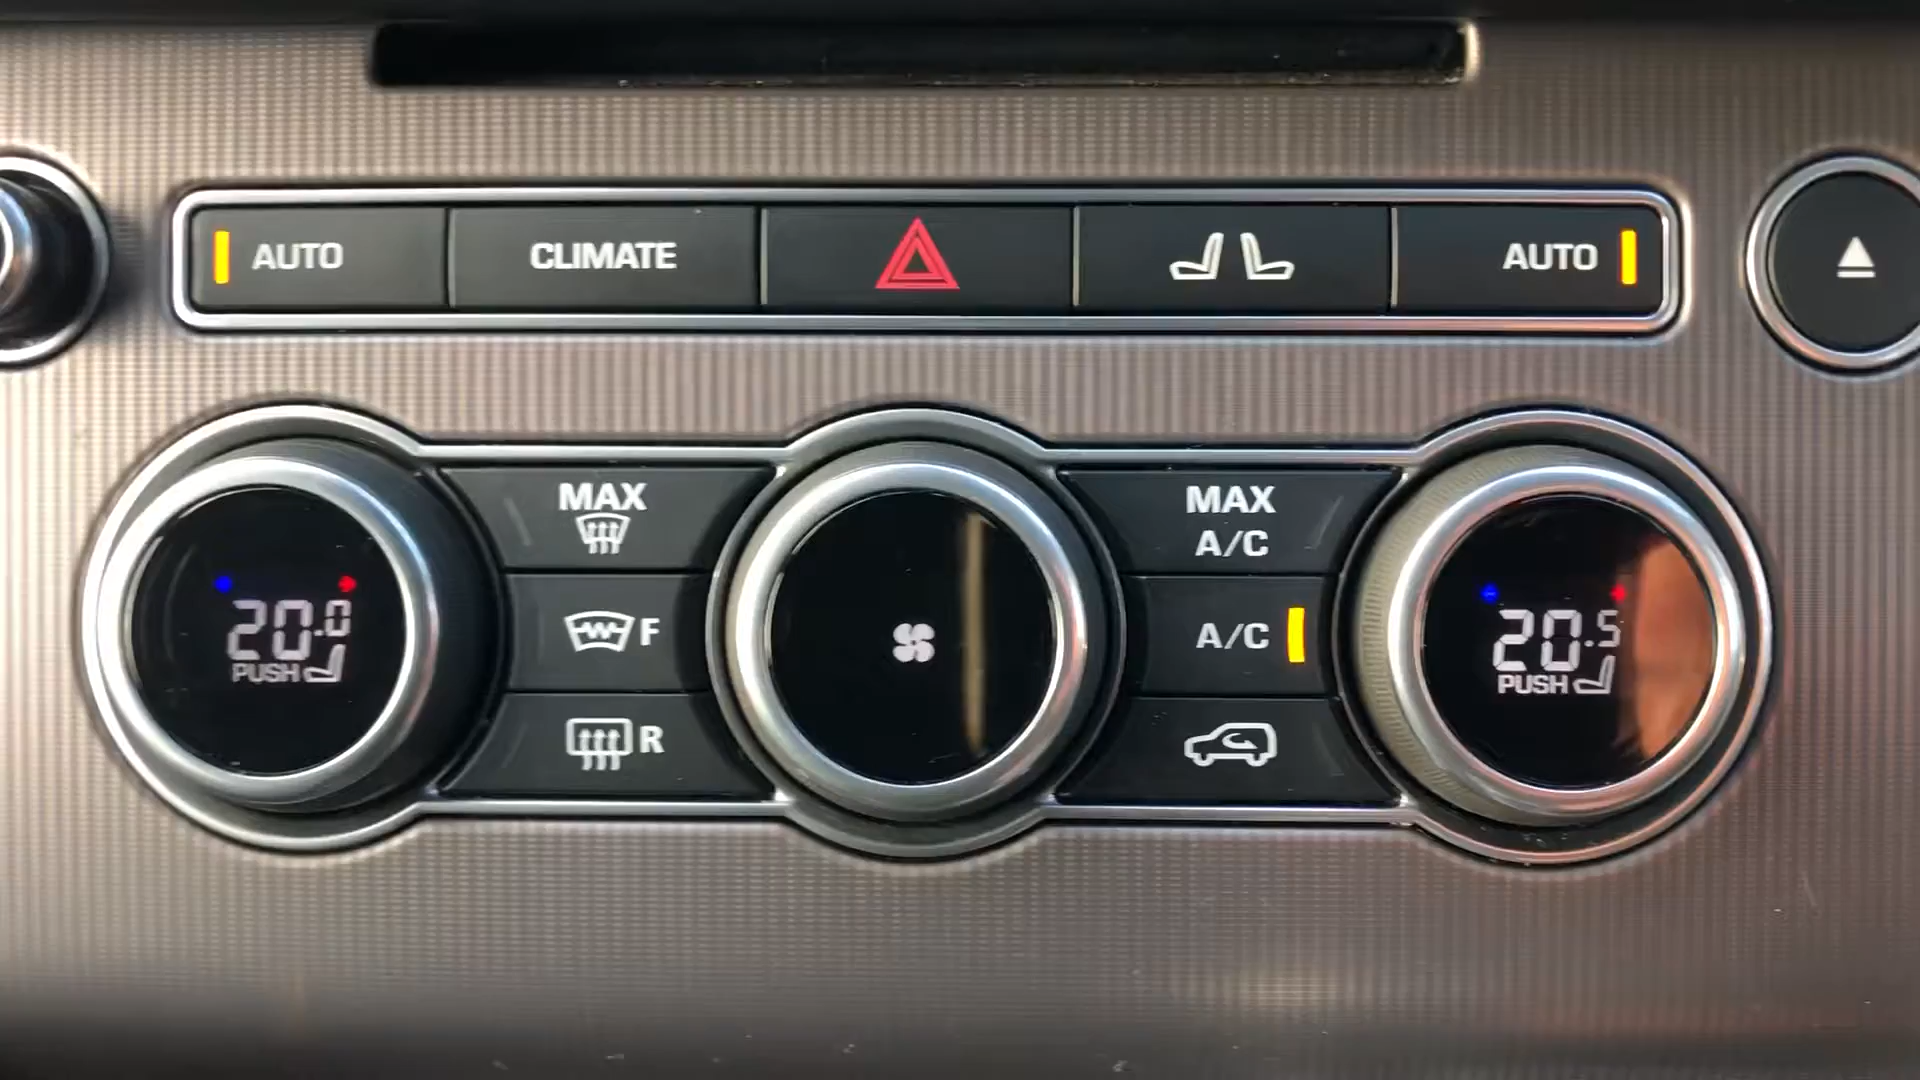 AUTO
CLIMATE
AUTO
20.0
PUSH
MAX
F
R
MAX
A/C
A/C
20.5
PUSH